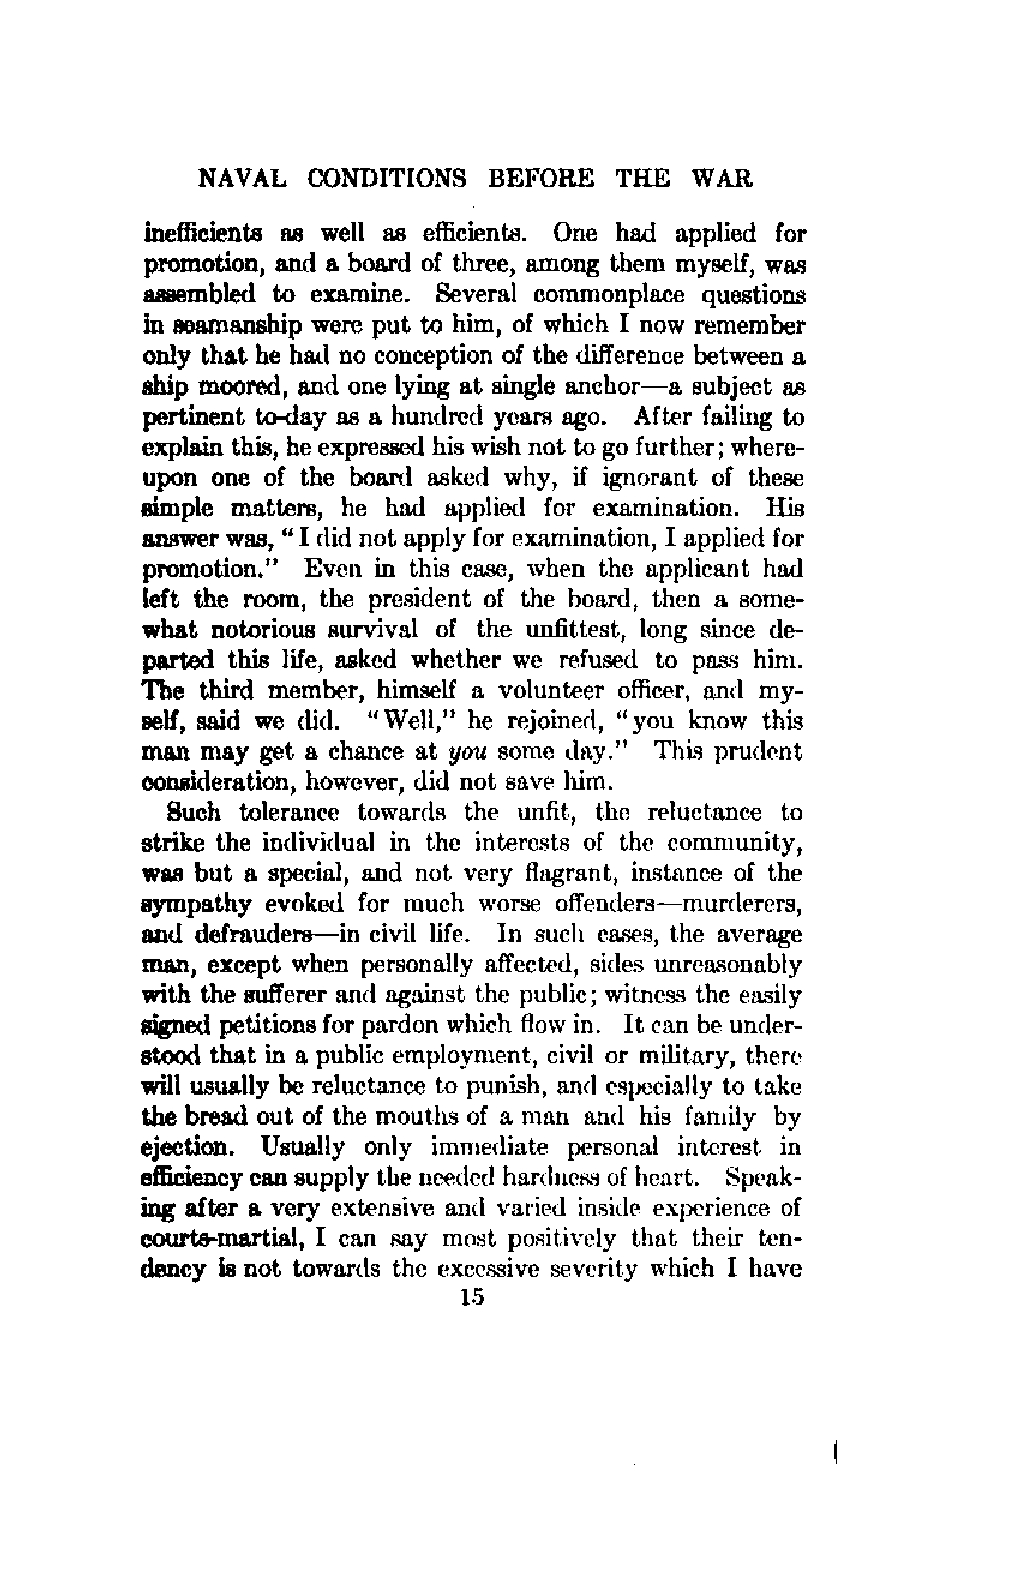 NAVAL CONDITIONS BEFORE THE WAR
inefficients as well as efficients. One had applied for
promotion, and a board of three, among them myself, was
assembled to examine. Several commonplace questions
in seamanship were put to him, of which I now remember
only that he had no conception of the difference between a
ship moored, and one lying at single anchor—a subject as
pertinent to-day as a hundred years ago. After failing to
explain this, he expressed his wish not to go further; where-
upon one of the board asked why, if ignorant of these
simple matters, he had applied for examination. His
answer was, "I did not apply for examination, I applied for
promotion." Even in this case, when the applicant had
left the room, the president of the board, then a some-
what notorious survival of the unfittest, long since de-
parted this life, asked whether we refused to pass him.
The third member, himself a volunteer officer, and my-
self, said we did. "Well," he rejoined, "you know this
man may get a chance at you some day." This prudent
consideration, however, did not save him.
Such tolerance towards the unfit, the reluctance to
strike the individual in the interests of the community,
was but a special, and not very flagrant, instance of the
sympathy evoked for much worse offenders—murderers,
and defrauders—in civil life. In such cases, the average
man, except when personally affected, sides unreasonably
with the sufferer and against the public; witness the easily
signed petitions for pardon which flow in. It can be under-
stood that in a public employment, civil or military, there
will usually be reluctance to punish, and especially to take
the bread out of the mouths of a man and his family by
ejection. Usually only immediate personal interest in
efficiency can supply the needed hardness of heart. Speak-
ing after a very extensive and varied inside experience of
courts-martial, I can say most positively that their ten-
dency is not towards the excessive severity which I have
15